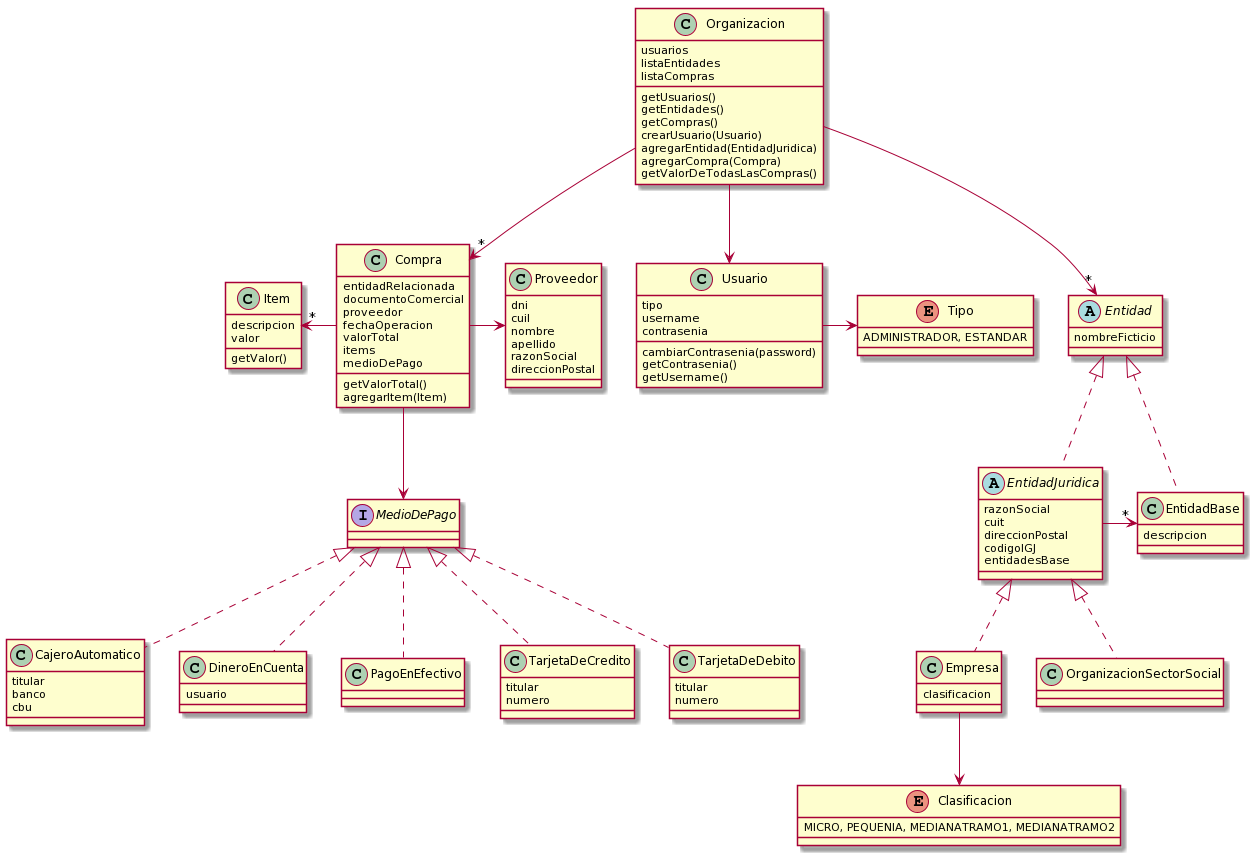 C Organizacion
usuarios
listaEntidades
listaCompras
getUsuarios()
getEntidades()
getCompras()
crearUsuario(Usuario)
agregarEntidad(EntidadJuridica)
agregarCompra(Compra)
getValorDeTodasLasCompras()
*
*
C Item
descripcion
valor
getValor()
*
C Compra
entidadRelacionada
documentoComercial
proveedor
fechaOperacion
valorTotal
items
medioDePago
getValorTotal()
agregarItem(Item)
C Proveedor
dni
cuil
nombre
apellido
razonSocial
direccionPostal
C Usuario
tipo
username
contrasenia
cambiarContrasenia(password)
getContrasenia()
getUsername()
E Tipo
ADMINISTRADOR, ESTANDAR
A Entidad
nombreFicticio
I MedioDePago
A EntidadJuridica
razonSocial
cuit
direccionPostal
codigoIGJ
entidadesBase
*
C EntidadBase
descripcion
C CajeroAutomatico
titular
banco
cbu
C DineroEnCuenta
usuario
C PagoEnEfectivo
C TarjetaDeCredito
titular
numero
C TarjetaDeDebito
titular
numero
C Empresa
clasificacion
C OrganizacionSectorSocial
E Clasificacion
MICRO, PEQUENIA, MEDIANATRAMO1, MEDIANATRAMO2